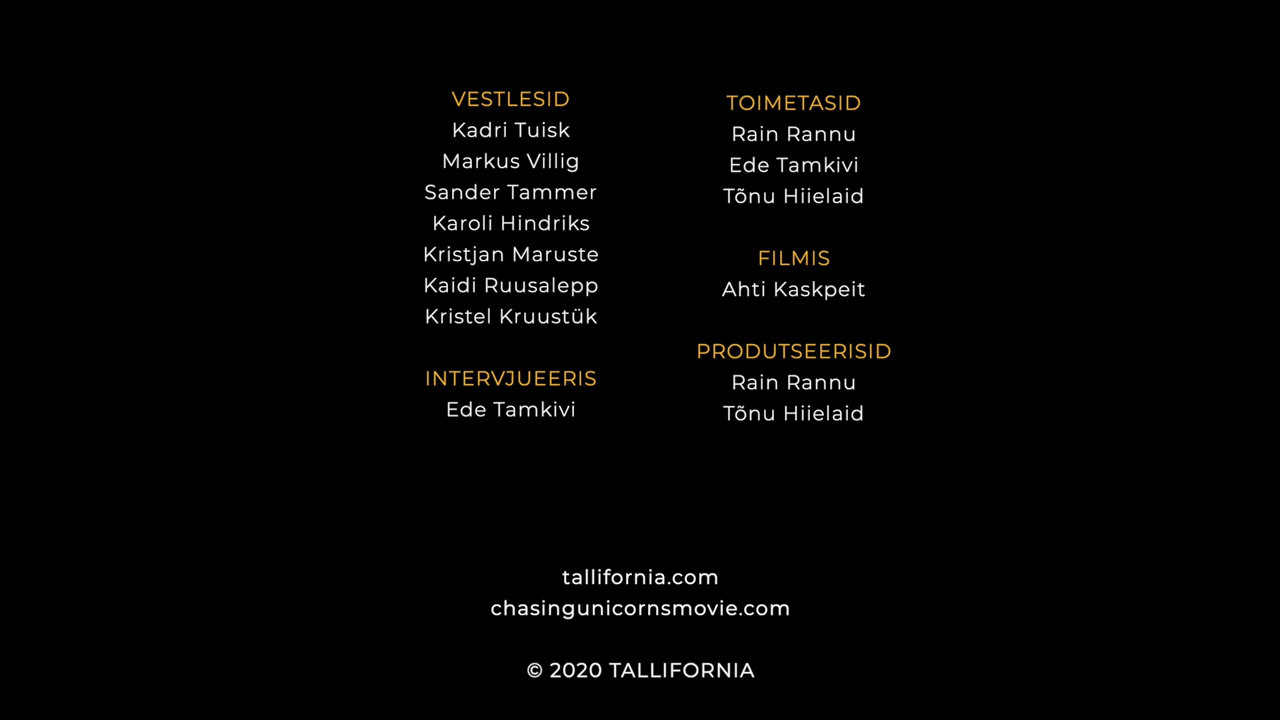 VESTLESID
Kadri Tuisk
Markus Villig
Sander Tammer
Karoli Hindriks
Kristjan Maruste
Kaidi Ruusalepp
Kristel Kruustük
INTERVJUEERIS
Ede Tamkivi
TOIMETASID
Rain Rannu
Ede Tamkivi
Tõnu Hiielaid
FILMIS
Ahti Kaskpeit
PRODUTSEERISID
Rain Rannu
Tõnu Hiielaid
tallifornia.com
chasingunicornsmovie.com
© 2020 TALLIFORNIA